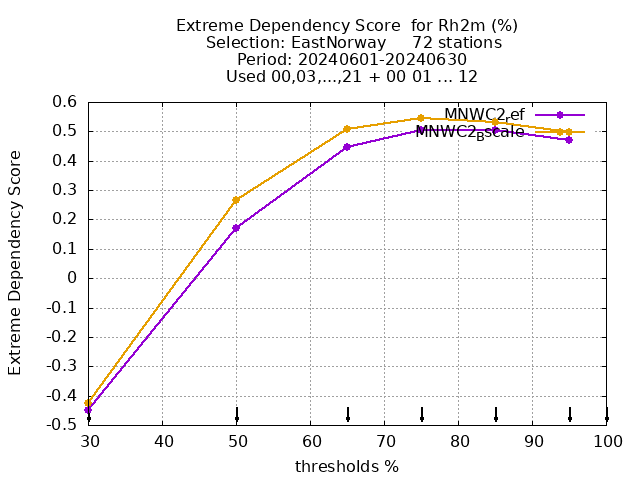 Extreme Dependency Score  for Rh2m (%)
Selection: EastNorway     72 stations
Period: 20240601-20240630
Used 00,03,...,21 + 00 01 ... 12
Extreme Dependency Score
0.6
0.5
0.4
0.3
0.2
0.1
0
-0.1
-0.2
-0.3
-0.4
-0.5
MNWC2_ref
MNWC2_Bscale
30 40 50 60 70 80 90 100
thresholds %